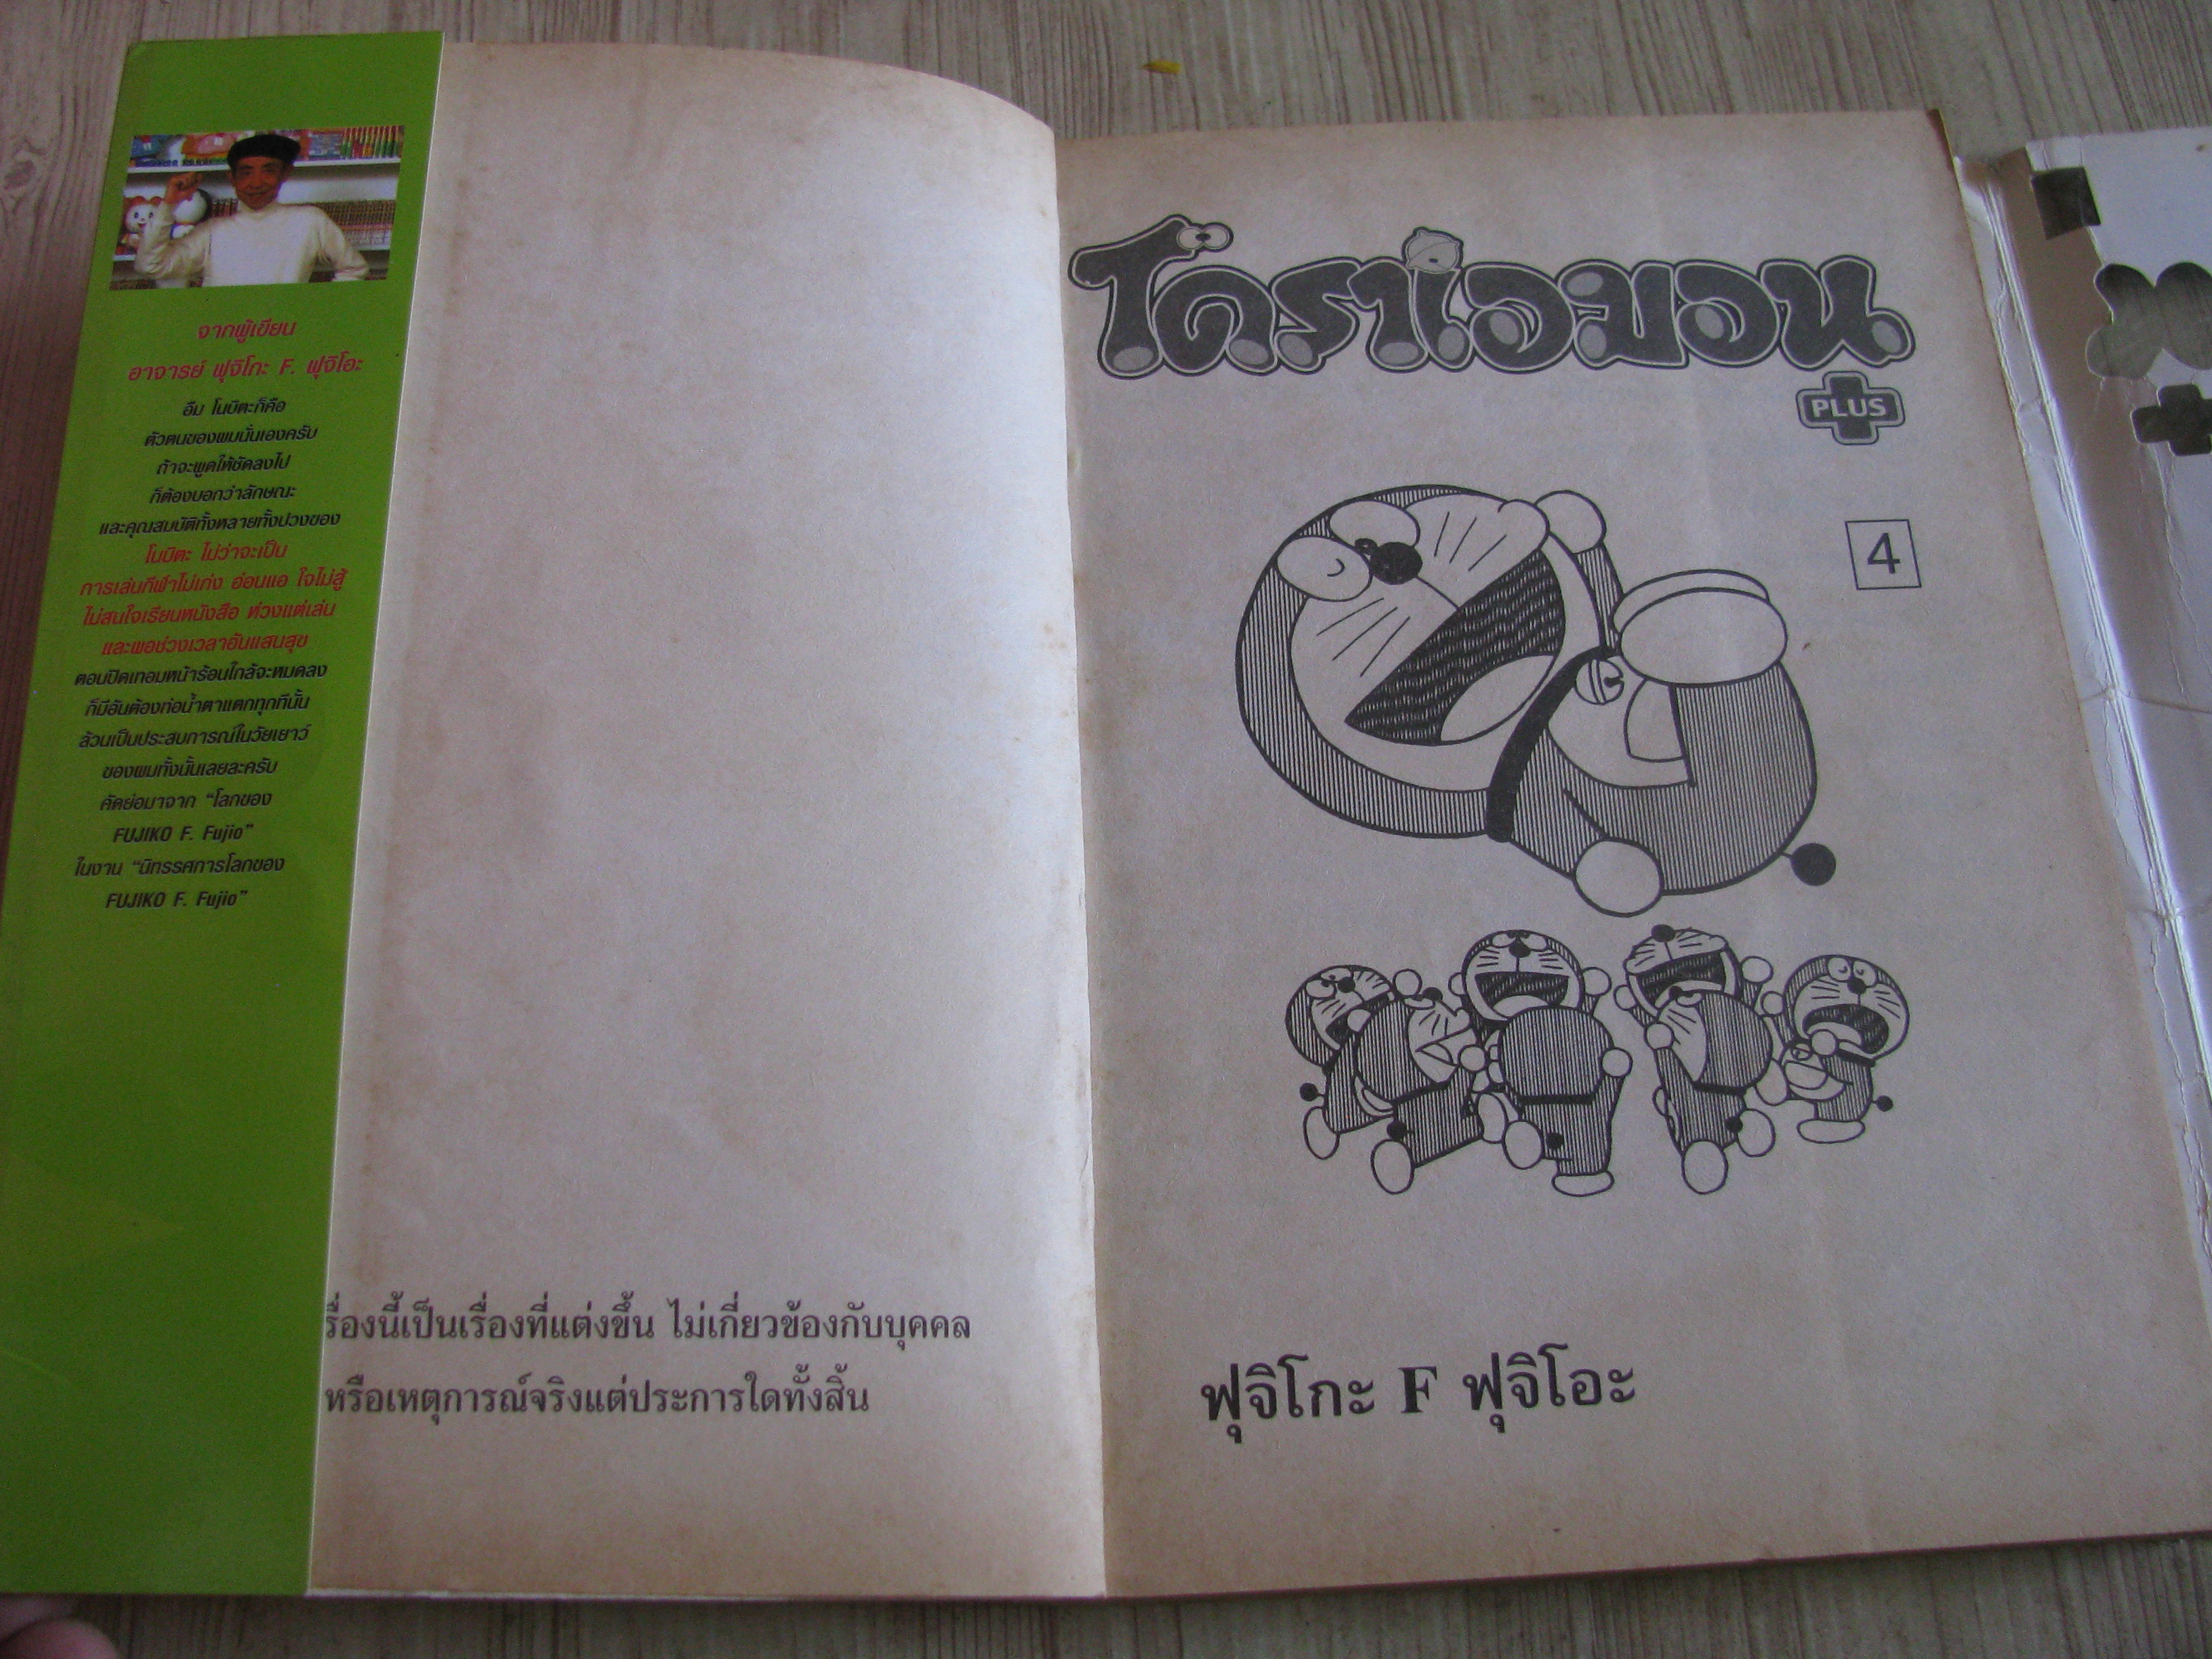 จากผู้เขียน
อาจารย์ ฟุจิโกะ F. ฟุจิโอะ
อืม โนบิตะก็คือ
ตัวตนของผมนั่นเองครับ
ถ้าจะพูดให้ชัดลงไป
ก็ต้องบอกว่าลักษณะ
และคุณสมบัติทั้งหลายทั้งปวงของ
โนบิตะ ไม่ว่าจะเป็น
การเล่นกีฬาไม่เก่ง อ่อนแอ ใจไม่สู้
ไม่สนใจเรียนหนังสือ ห่วงแต่เล่น
และพอช่วงเวลาอันแสนสุข
ตอนปิดเทอมหน้าร้อนใกล้จะหมดลง
ก็มีอันต้องท่อน้ำตาแตกทุกทีนั้น
ล้วนเป็นประสบการณ์ในวัยเยาว์
ของผมทั้งนั้นเลยละครับ
คัดย่อมาจาก “โลกของ
FUJIKO F. Fujio”
ในงาน “นิทรรศการโลกของ
FUJIKO F. Fujio”
รื่องนี้เป็นเรื่องที่แต่งขึ้น ไม่เกี่ยวข้องกับบุคคล
หรือเหตุการณ์จริงแต่ประการใดทั้งสิ้น
โดราเอมอน
PLUS
4
ฟุจิโกะ F ฟุจิโอะ